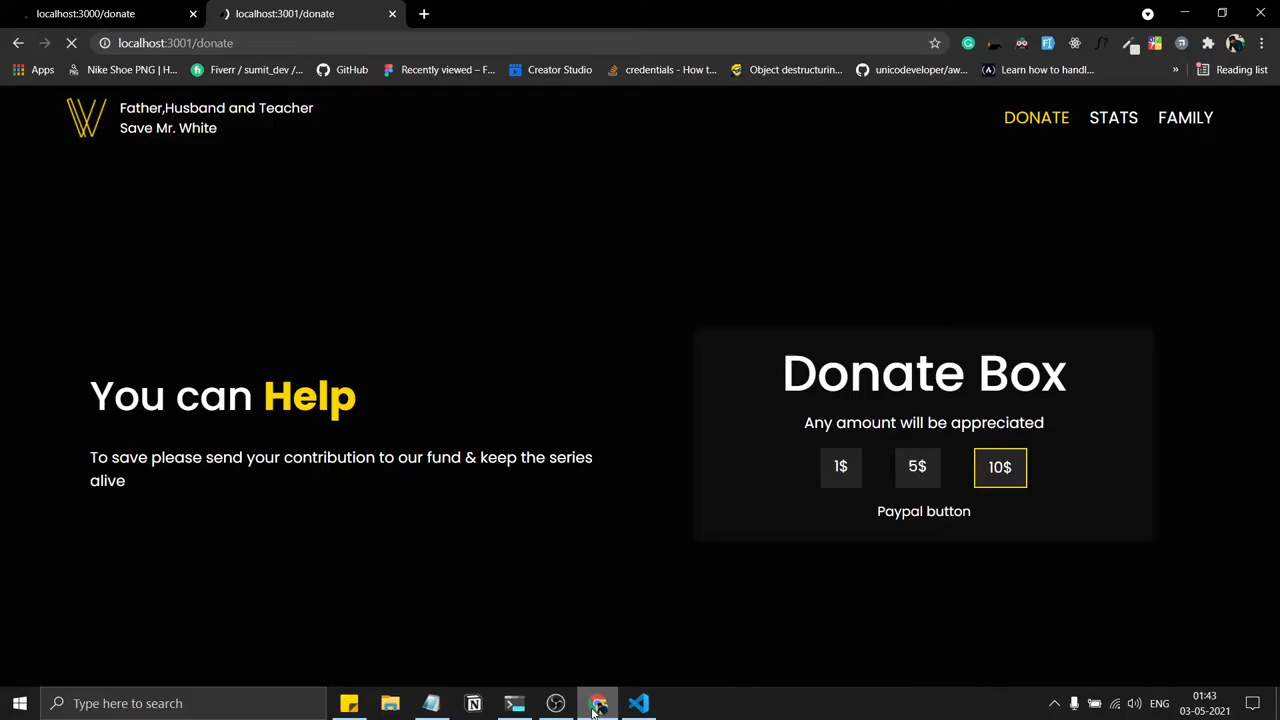 localhost:3000/donate
localhost:3001/donate
localhost:3001/donate
Apps
Nike Shoe PNG | H...
Fiverr / sumit_dev /...
GitHub
Recently viewed – F...
Creator Studio
credentials - How t...
Object destructurin...
unicodeveloper/aw...
Learn how to handl...
»
Reading list
Father,Husband and Teacher
Save Mr. White
DONATE
STATS
FAMILY
You can Help
To save please send your contribution to our fund & keep the series
alive
Donate Box
Any amount will be appreciated
1$
5$
10$
Paypal button
Type here to search
ENG
01:43
03-05-2021